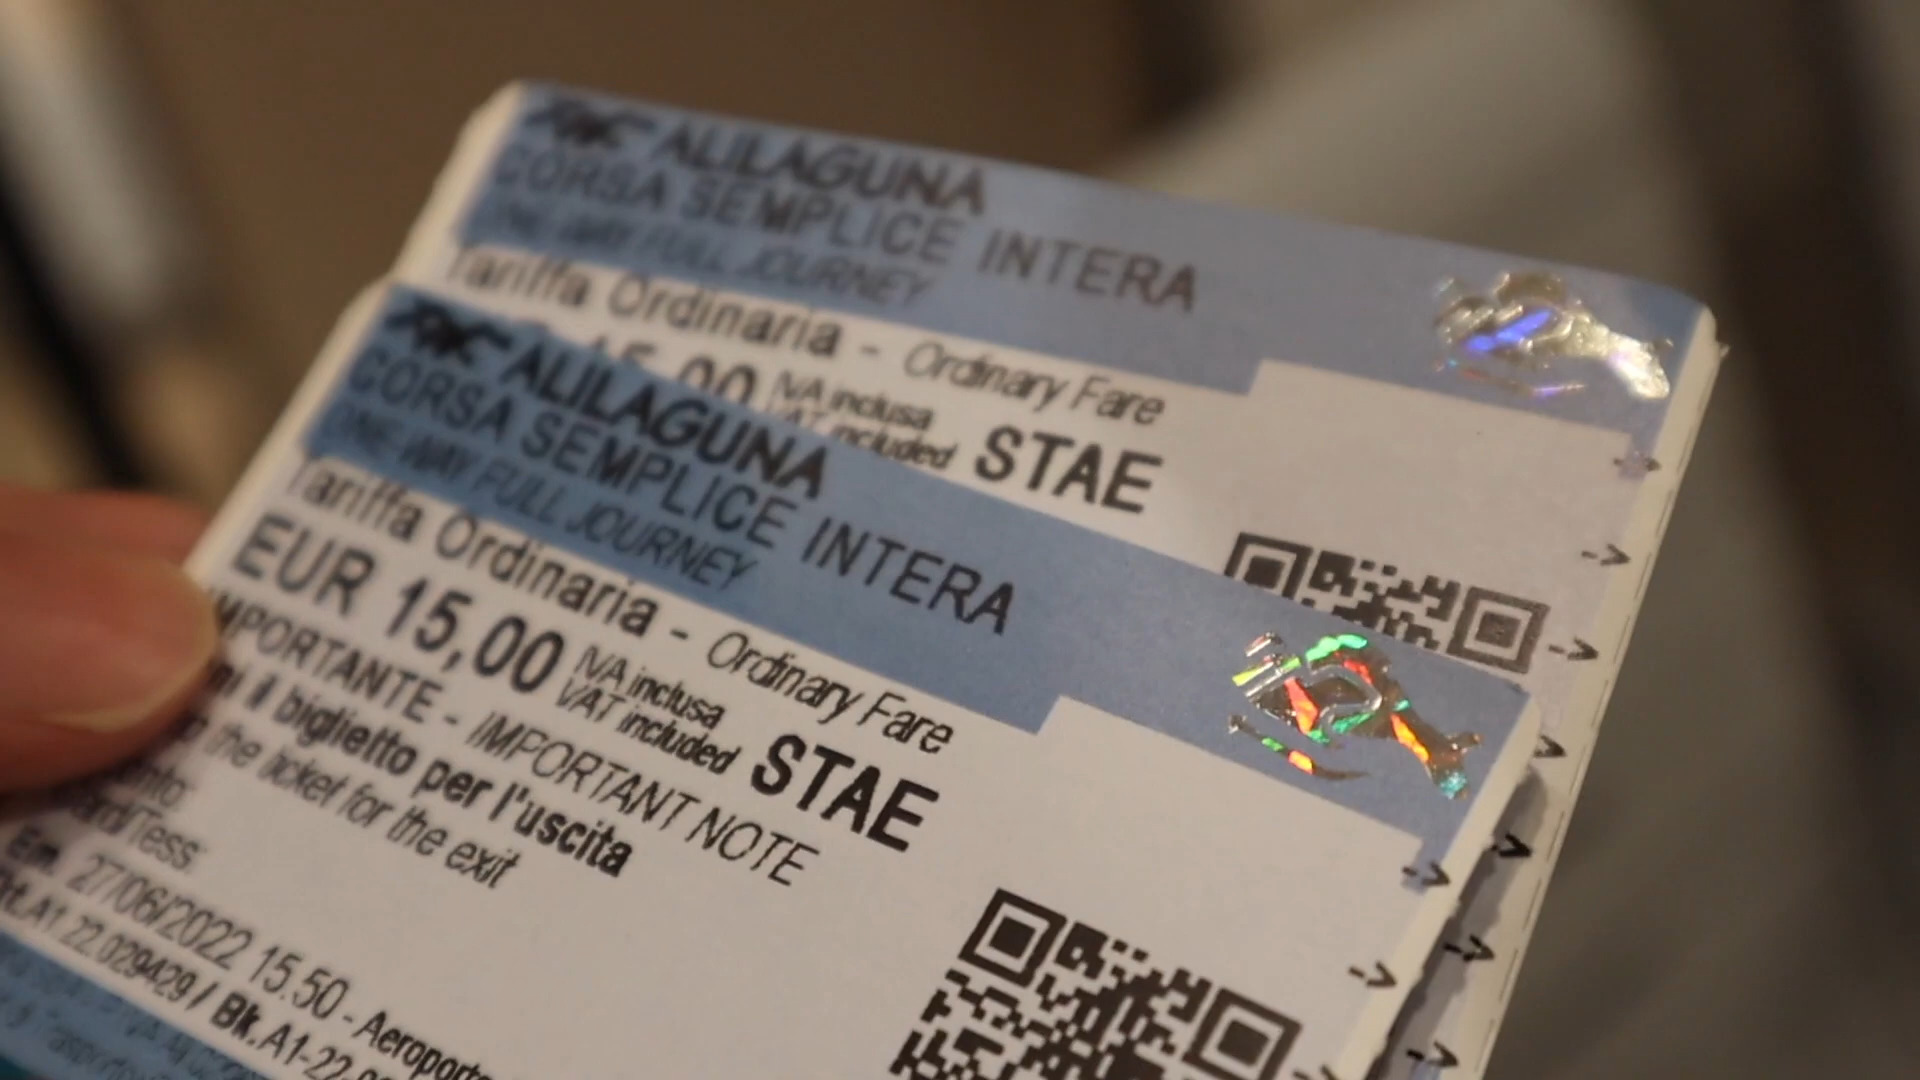 ALILAGUNA
CORSA SEMPLICE INTERA
ONE WAY FULL JOURNEY
Tariffa Ordinaria - Ordinary Fare
15,00 IVA inclusa
VAT included STAE
ALILAGUNA
CORSA SEMPLICE INTERA
ONE WAY FULL JOURNEY
Tariffa Ordinaria - Ordinary Fare
EUR 15,00 IVA inclusa
VAT included STAE
IMPORTANTE - IMPORTANT NOTE
il biglietto per l'uscita
the ticket for the exit
Em. 27/06/2022 15.50 - Aeroporto
A1 22.029429 / Bk.A1-22